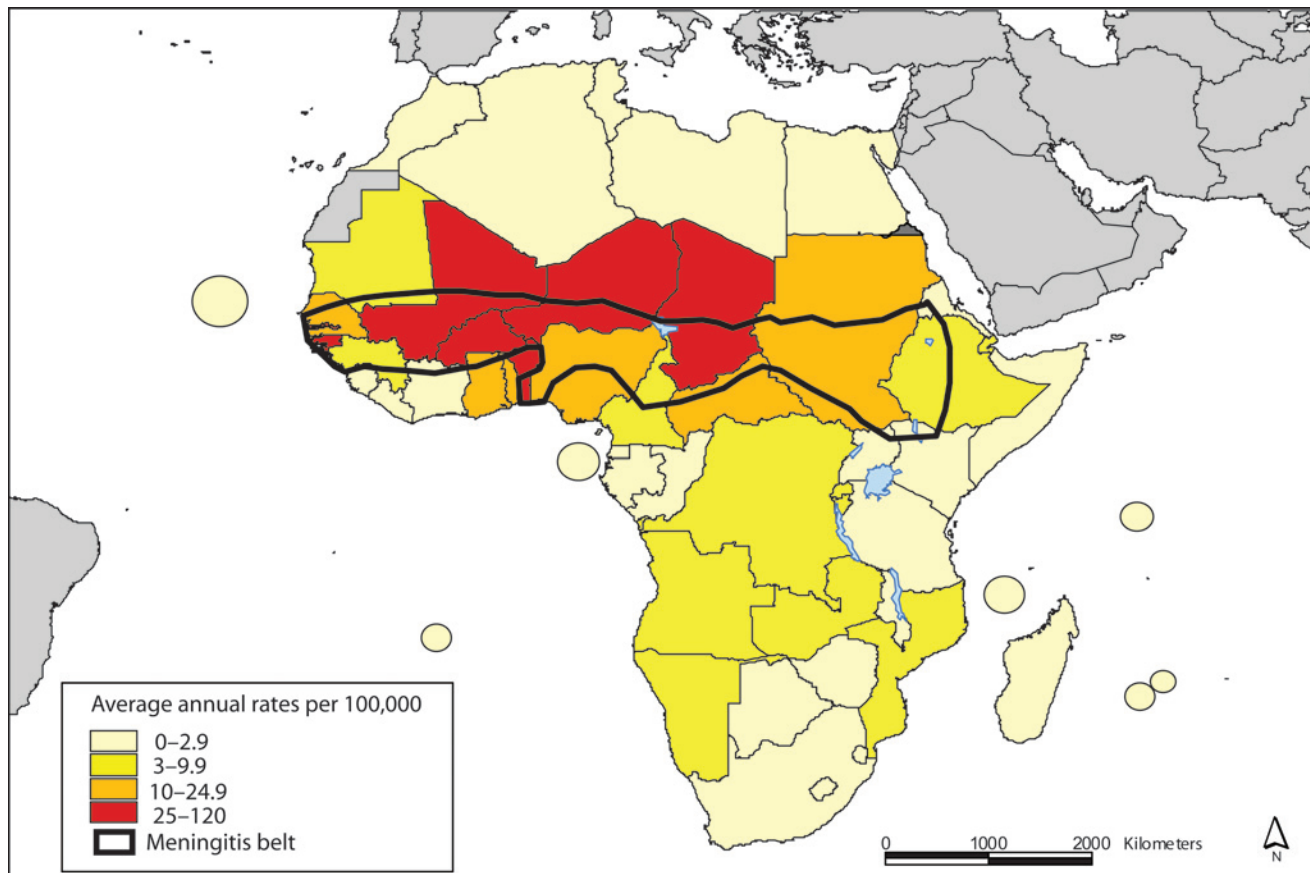 Average annual rates per 100,000
0–2.9
3–9.9
10–24.9
25–120
Meningitis belt
0 1000 2000 Kilometers
N